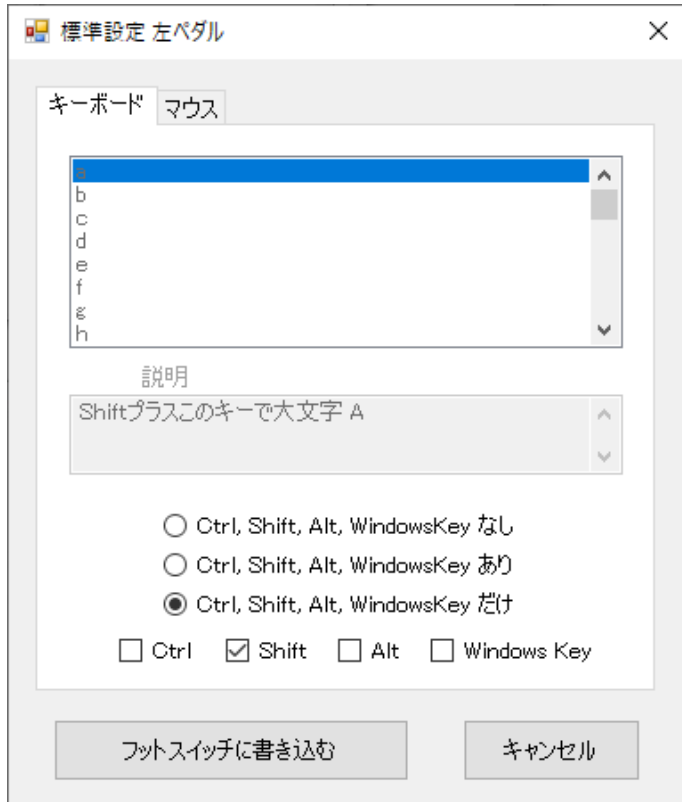 標準設定 左ペダル
キーボード マウス
a
b
c
d
e
f
g
h
説明
Shiftプラスこのキーで大文字 A
Ctrl, Shift, Alt, WindowsKey なし
Ctrl, Shift, Alt, WindowsKey あり
Ctrl, Shift, Alt, WindowsKey だけ
Ctrl Shift Alt Windows Key
フットスイッチに書き込む キャンセル